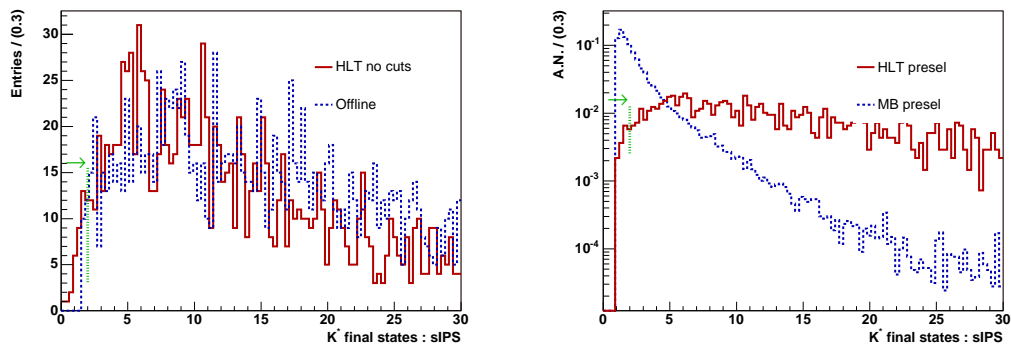 Entries / (0.3)
30
25
20
15
10
5
0
HLT no cuts
Offline
0 5 10 15 20 25 30
K* final states : sIPS
A.N. / (0.3)
10^-1
10^-2
10^-3
10^-4
HLT presel
MB presel
0 5 10 15 20 25 30
K* final states : sIPS